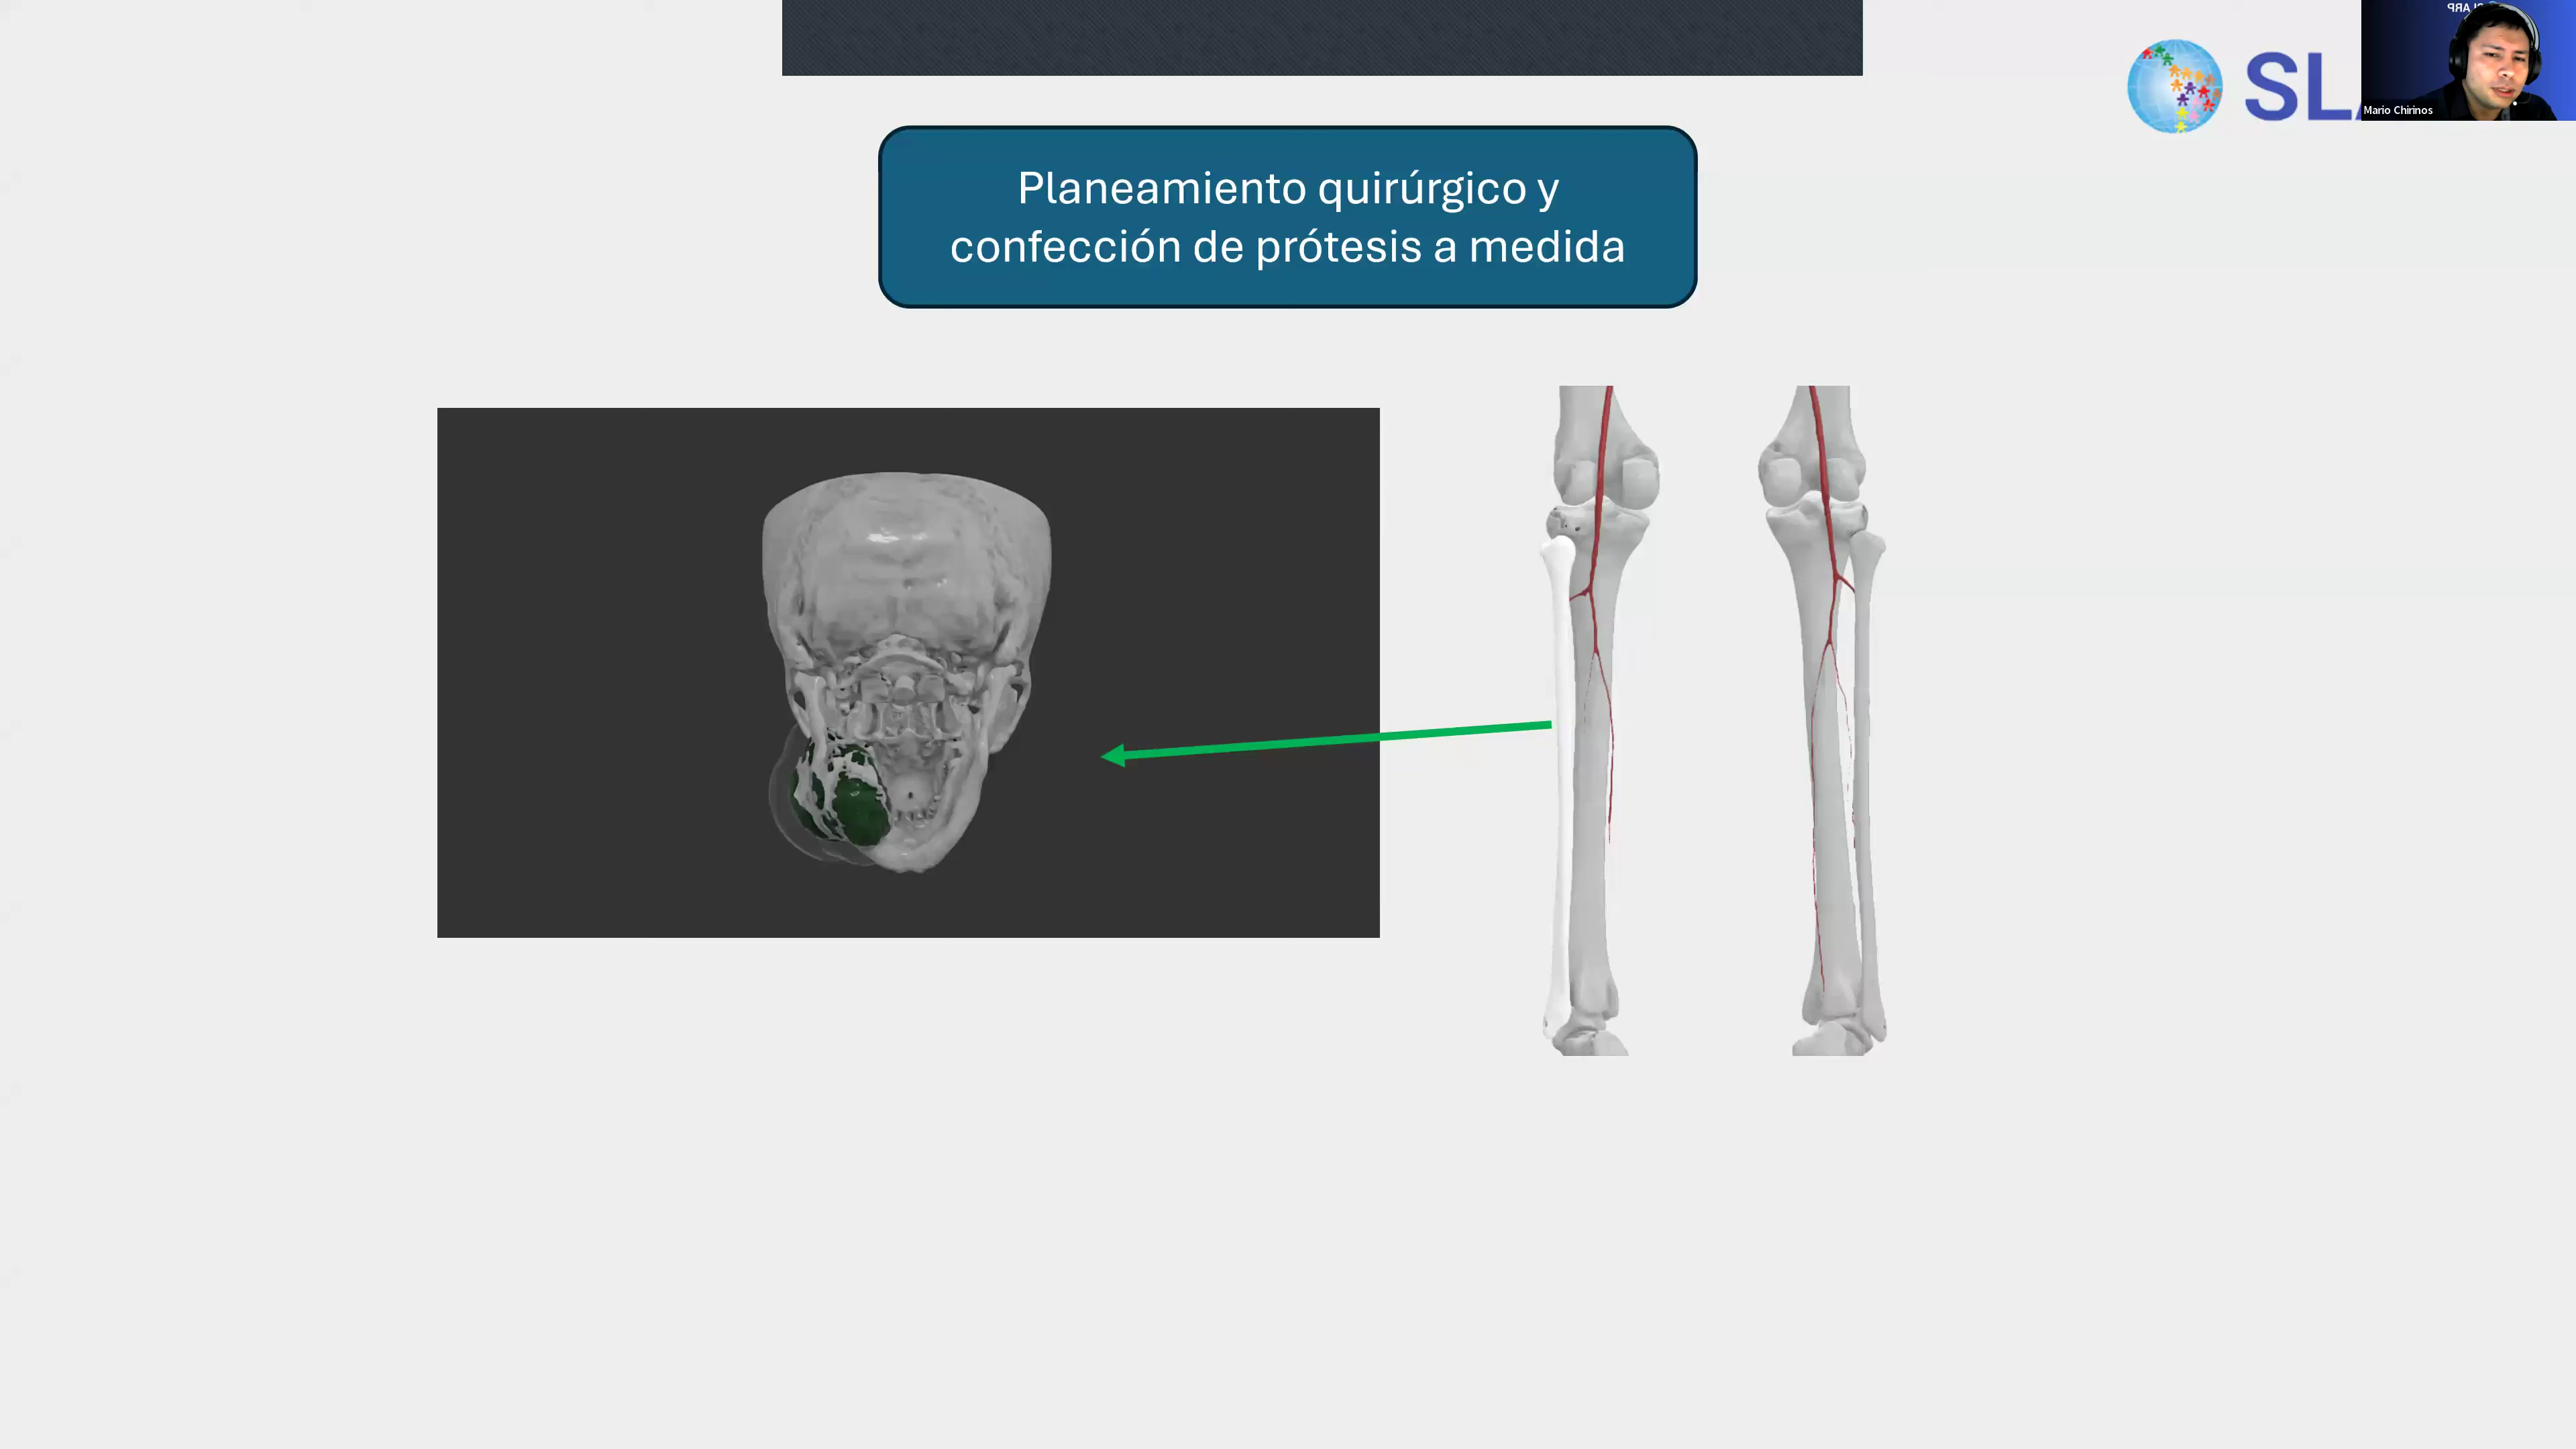 Planeamiento quirúrgico y
confección de prótesis a medida
SL
Mario Chirinos